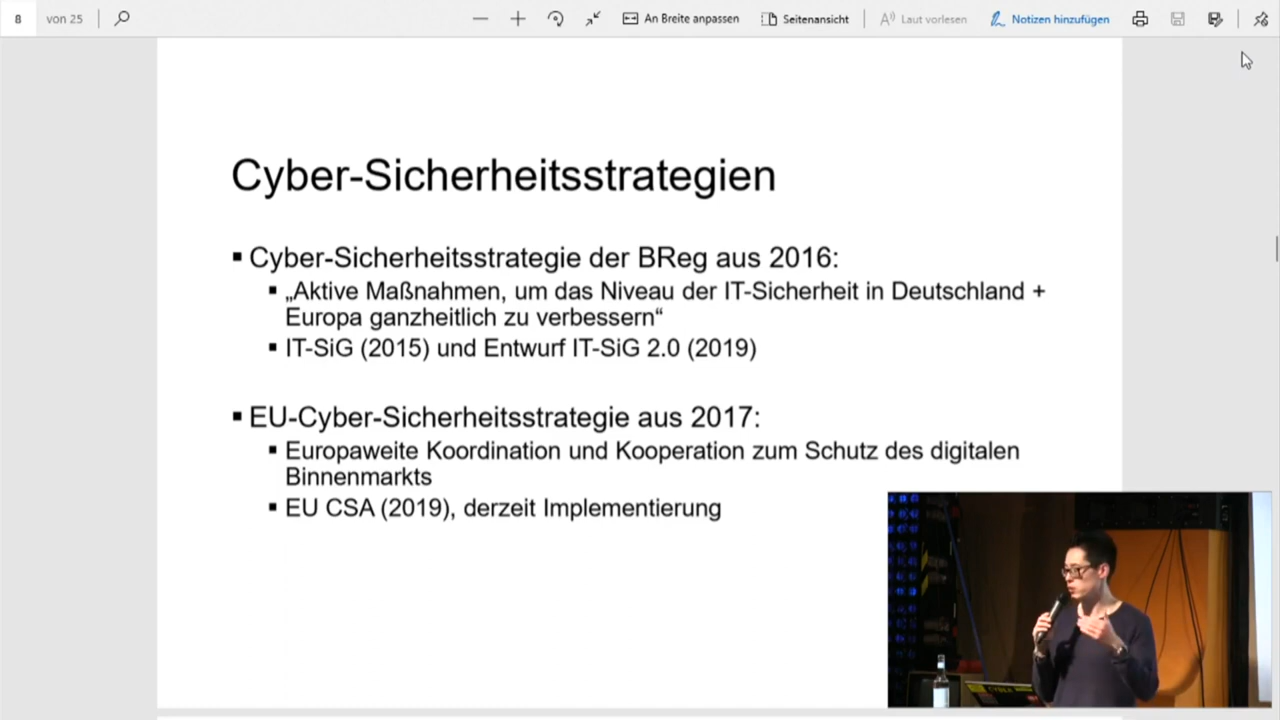 8 von 25 An Breite anpassen Seitenansicht Laut vorlesen Notizen hinzufügen
Cyber-Sicherheitsstrategien
▪ Cyber-Sicherheitsstrategie der BReg aus 2016:
▪ „Aktive Maßnahmen, um das Niveau der IT-Sicherheit in Deutschland +
Europa ganzheitlich zu verbessern“
▪ IT-SiG (2015) und Entwurf IT-SiG 2.0 (2019)
▪ EU-Cyber-Sicherheitsstrategie aus 2017:
▪ Europaweite Koordination und Kooperation zum Schutz des digitalen
Binnenmarkts
▪ EU CSA (2019), derzeit Implementierung